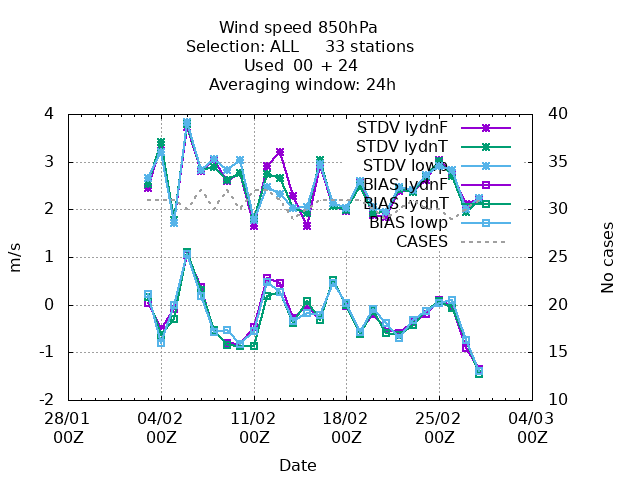 Wind speed 850hPa
Selection: ALL 33 stations
Used 00 + 24
Averaging window: 24h
4
3
2
1
0
-1
-2
m/s
40
35
30
25
20
15
10
No cases
STDV lydnF
STDV lydnT
STDV lowp
BIAS lydnF
BIAS lydnT
BIAS lowp
CASES
28/01 04/02 11/02 18/02 25/02 04/03
00Z 00Z 00Z 00Z 00Z 00Z
Date